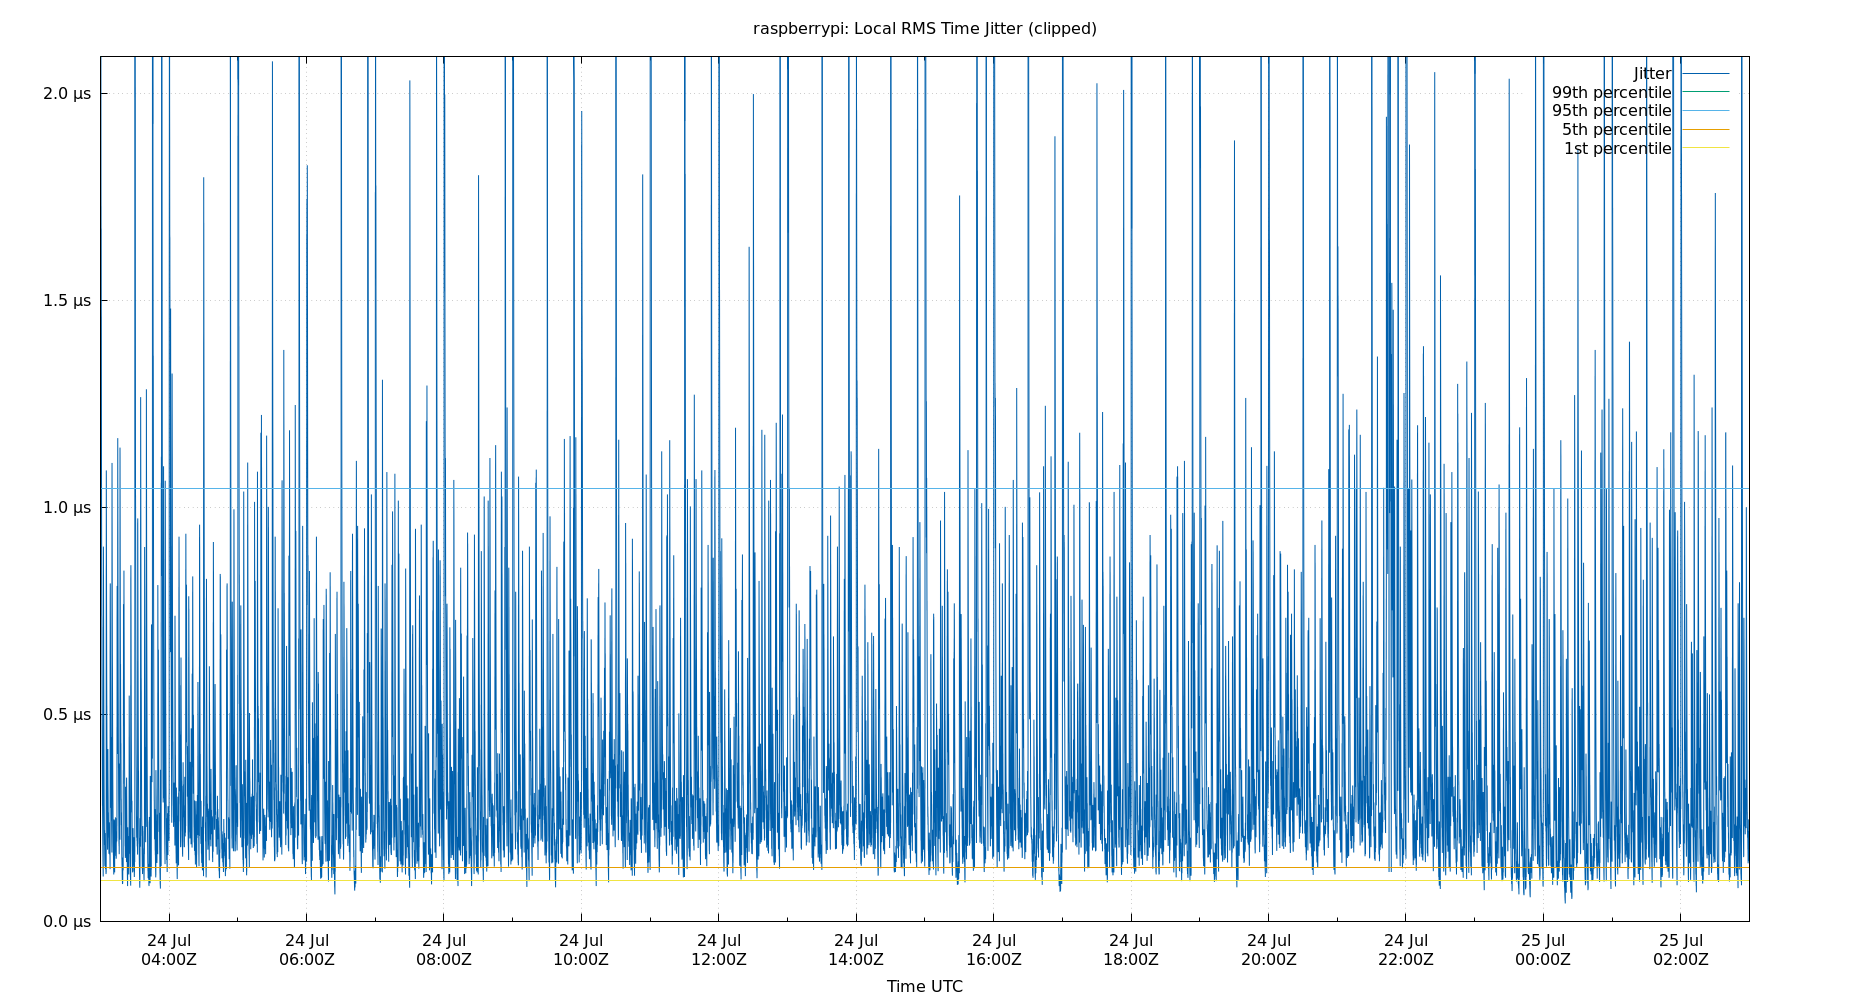 raspberrypi: Local RMS Time Jitter (clipped)
2.0 µs
1.5 µs
1.0 µs
0.5 µs
0.0 µs
Jitter
99th percentile
95th percentile
5th percentile
1st percentile
24 Jul 24 Jul 24 Jul 24 Jul 24 Jul 24 Jul 24 Jul 24 Jul 24 Jul 24 Jul 25 Jul 25 Jul
04:00Z 06:00Z 08:00Z 10:00Z 12:00Z 14:00Z 16:00Z 18:00Z 20:00Z 22:00Z 00:00Z 02:00Z
Time UTC